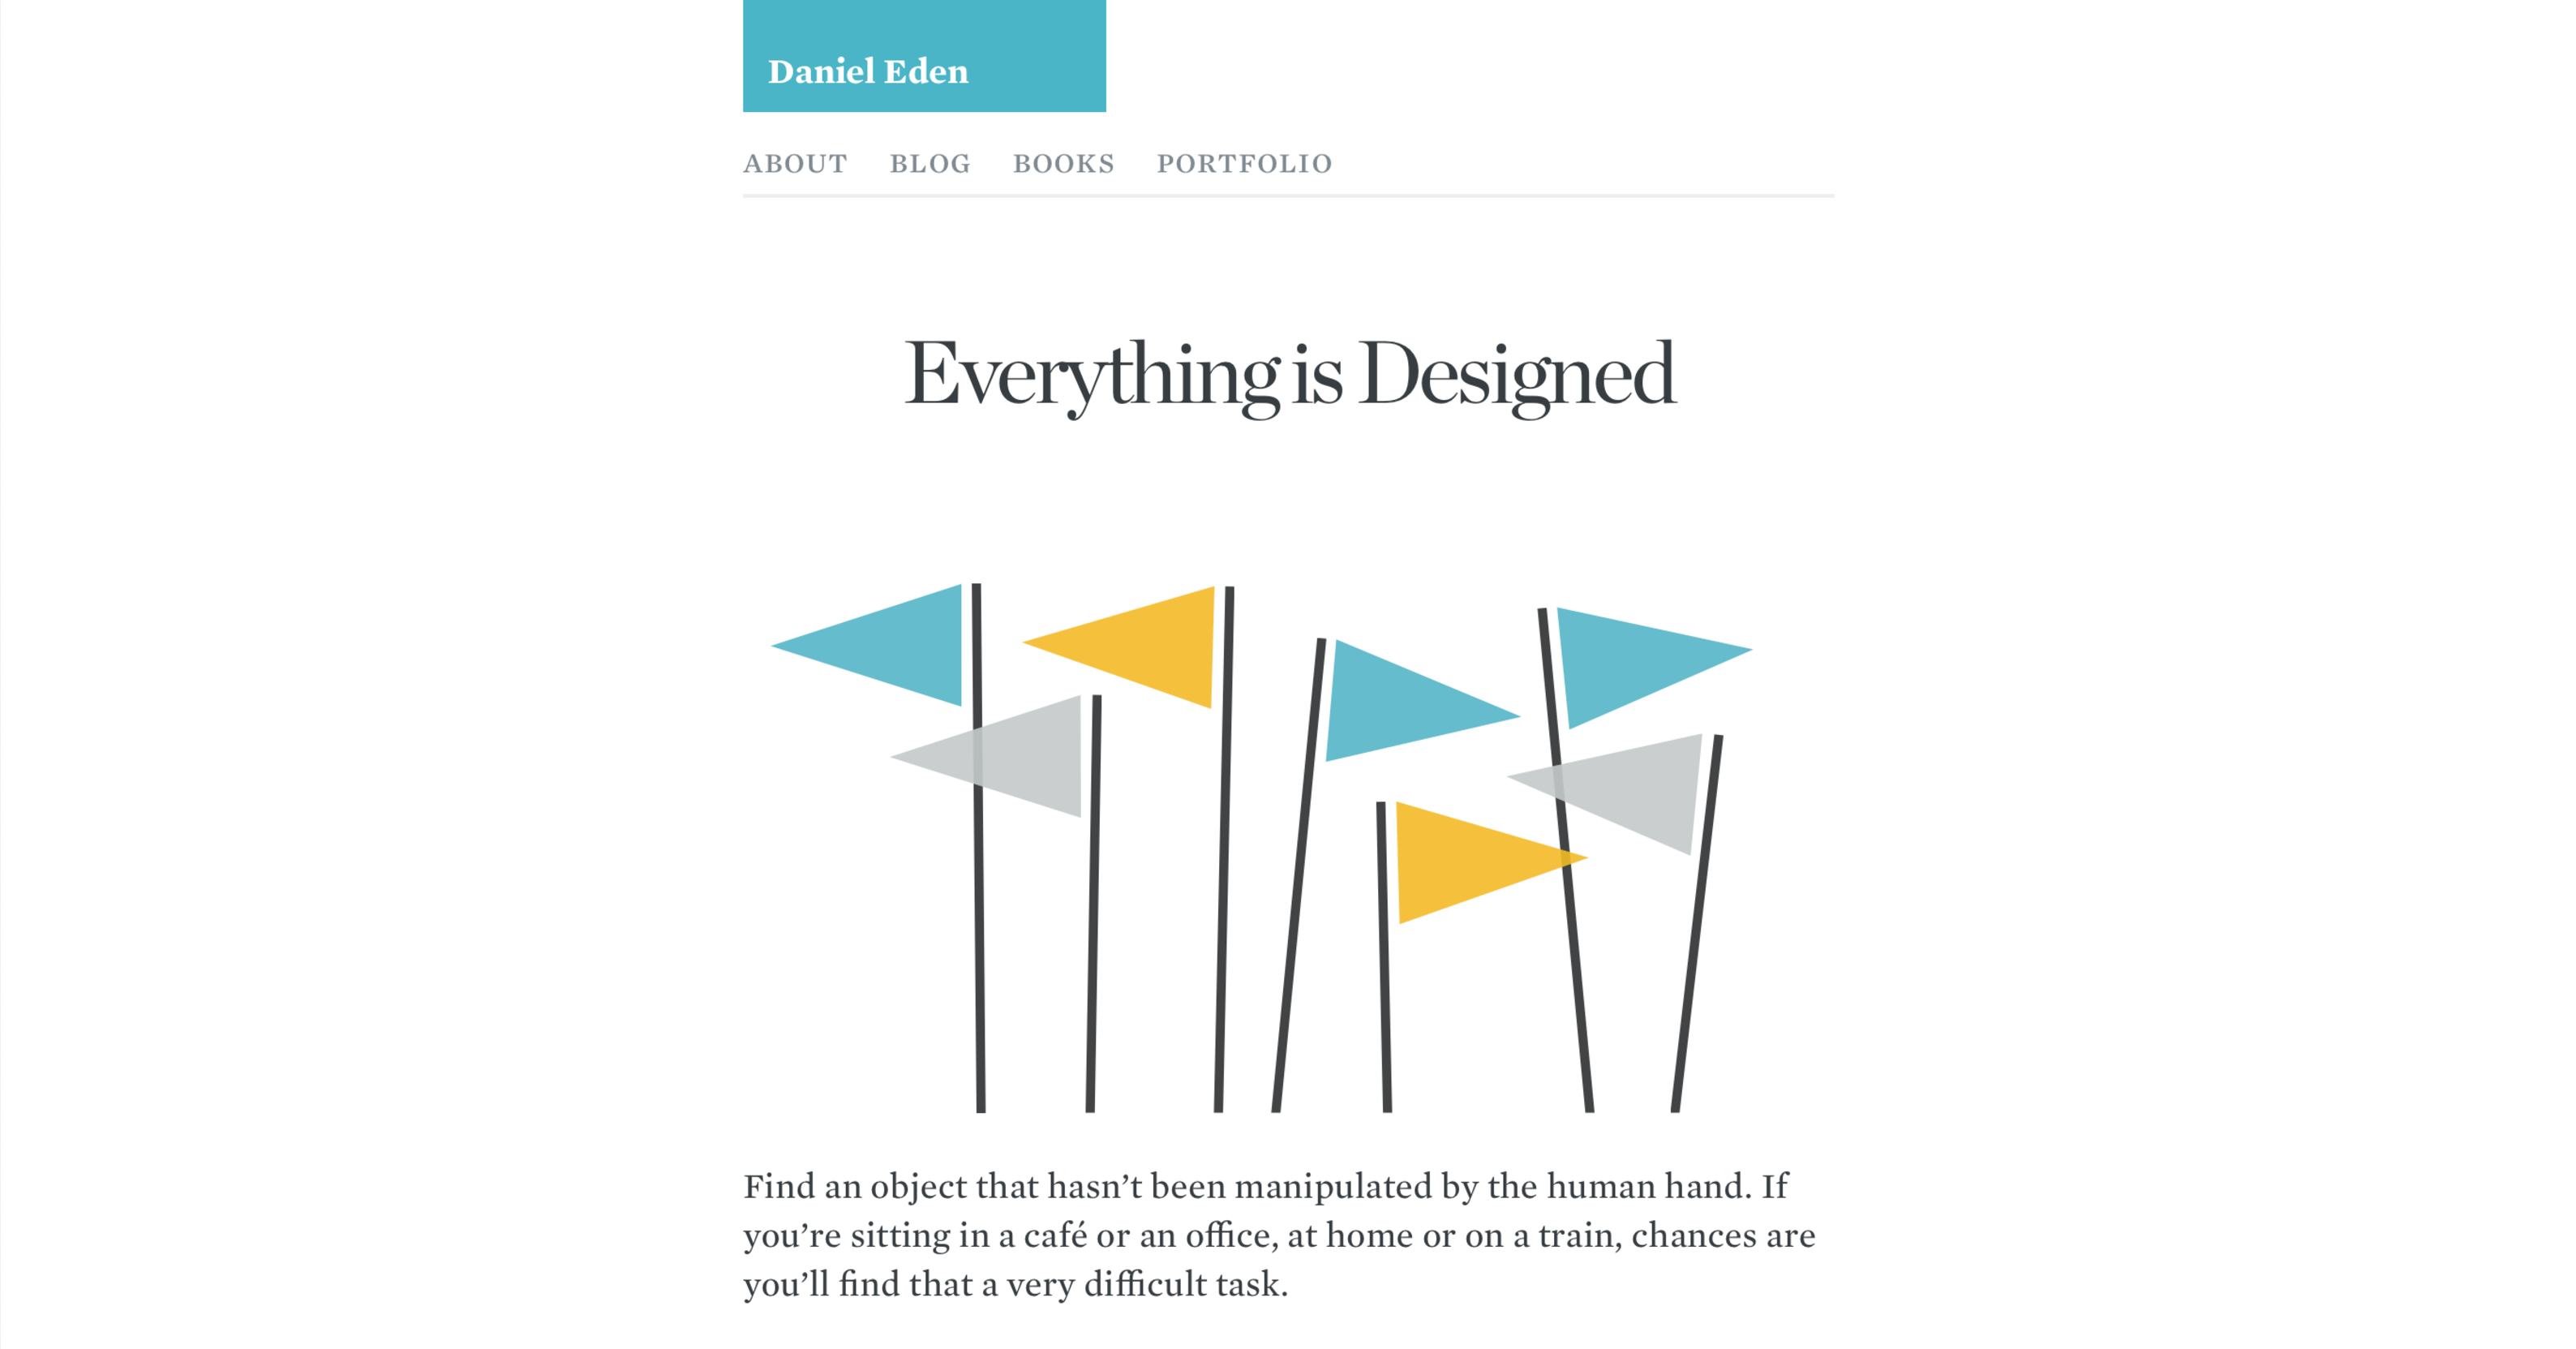 Daniel Eden
ABOUT BLOG BOOKS PORTFOLIO
Everything is Designed
Find an object that hasn’t been manipulated by the human hand. If
you’re sitting in a café or an office, at home or on a train, chances are
you’ll find that a very difficult task.